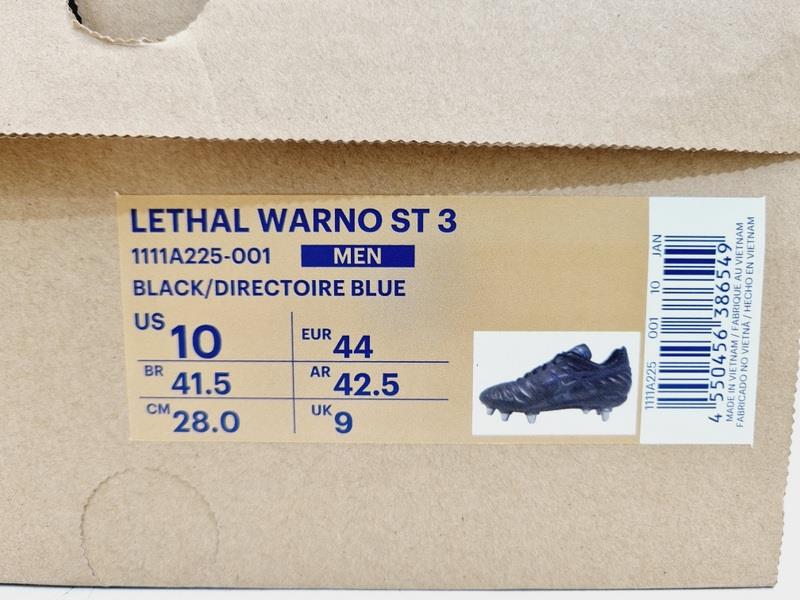 LETHAL WARNO ST 3
1111A225-001 MEN
BLACK/DIRECTOIRE BLUE
US 10 EUR 44
BR 41.5 AR 42.5
CM 28.0 UK 9
1111A225 001 10 JAN
4 550456 386549
MADE IN VIETNAM / FABRIQUE AU VIETNAM
FABRICADO NO VIETNÃ / HECHO EN VIETNAM